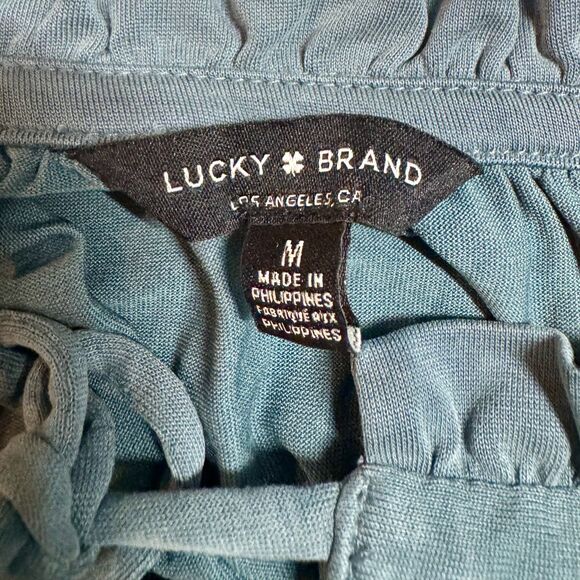 LUCKY BRAND
LOS ANGELES, CA
M
MADE IN
PHILIPPINES
FABRIQUÉ AUX
PHILIPPINES